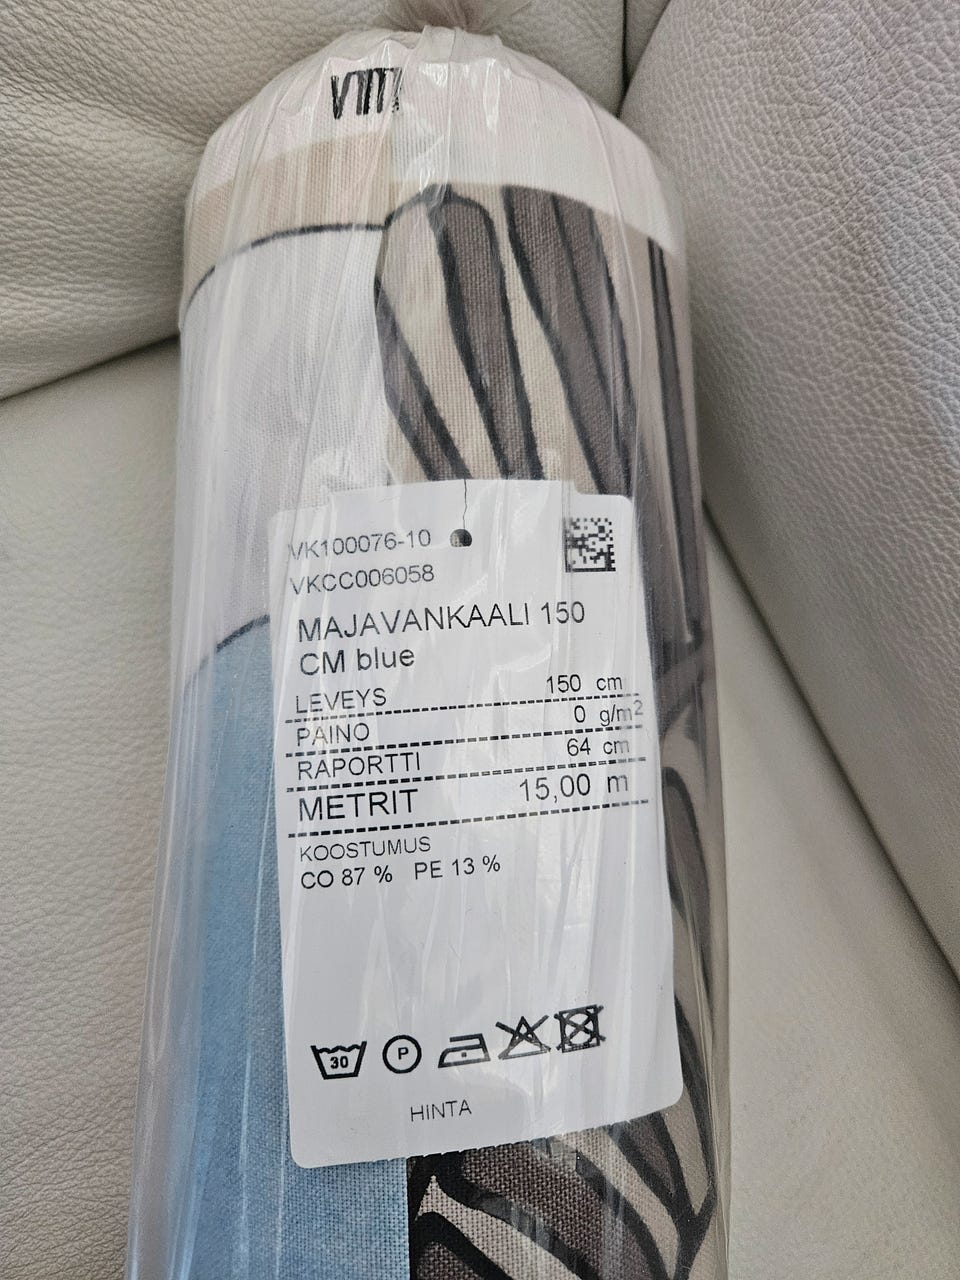 VK100076-10
VKCC006058
MAJAVANKAALI 150
CM blue
LEVEYS 150 cm
PAINO 0 g/m²
RAPORTTI 64 cm
METRIT 15,00 m
KOOSTUMUS
CO 87 % PE 13 %
30 P
HINTA